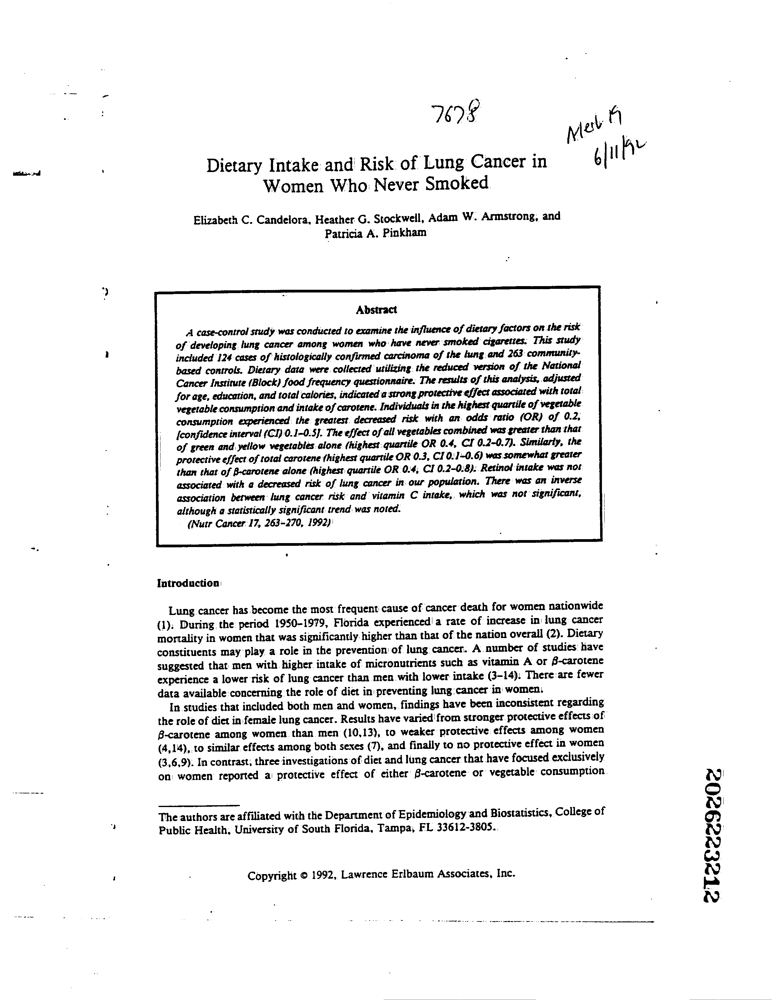 7678
6/11/92
Dietary Intake and Risk of Lung Cancer in
Women Who Never Smoked
Elizabeth C. Candelora, Heather G. Stockwell, Adam W. Armstrong, and
Patricia A. Pinkham
Abstract
A case-control study was conducted to examine the influence of dietary factors on the risk
of developing lung cancer among women who have never smoked cigarettes. This study
included 124 cases of histologically confirmed carcinoma of the lung and 263 community-
based controls. Dietary data were collected utilizing the reduced version of the National
Cancer Institute (Block) food frequency questionnaire. The results of this analysis, adjusted
for age, education, and total calories, indicated a strong protective effect associated with total
vegetable consumption and intake of carotene. Individuals in the highest quartile of vegetable
consumption experienced the greatest decreased risk with an odds ratio (OR) of 0.2,
[confidence interval (CI) 0.1-0.5]. The effect of all vegetables combined was greater than that
of green and yellow vegetables alone (highest quartile OR 0.4, CI 0.2-0.7). Similarly, the
protective effect of total carotene (highest quartile OR 0.3, CI 0.1-0.6) was somewhat greater
than that of β-carotene alone (highest quartile OR 0.4, CI 0.2-0.8). Retinol intake was not
associated with a decreased risk of lung cancer in our population. There was an inverse
association between lung cancer risk and vitamin C intake, which was not significant,
although a statistically significant trend was noted.
(Nutr Cancer 17, 263-270, 1992)
Introduction
Lung cancer has become the most frequent cause of cancer death for women nationwide
(1). During the period 1950-1979, Florida experienced a rate of increase in lung cancer
mortality in women that was significantly higher than that of the nation overall (2). Dietary
constituents may play a role in the prevention of lung cancer. A number of studies have
suggested that men with higher intake of micronutrients such as vitamin A or β-carotene
experience a lower risk of lung cancer than men with lower intake (3-14). There are fewer
data available concerning the role of diet in preventing lung cancer in women.
In studies that included both men and women, findings have been inconsistent regarding
the role of diet in female lung cancer. Results have varied from stronger protective effects of
β-carotene among women than men (10,13), to weaker protective effects among women
(4,14), to similar effects among both sexes (7), and finally to no protective effect in women
(3,6,9). In contrast, three investigations of diet and lung cancer that have focused exclusively
on women reported a protective effect of either β-carotene or vegetable consumption
The authors are affiliated with the Department of Epidemiology and Biostatistics, College of
Public Health, University of South Florida, Tampa, FL 33612-3805.
Copyright © 1992, Lawrence Erlbaum Associates, Inc.
2026223212